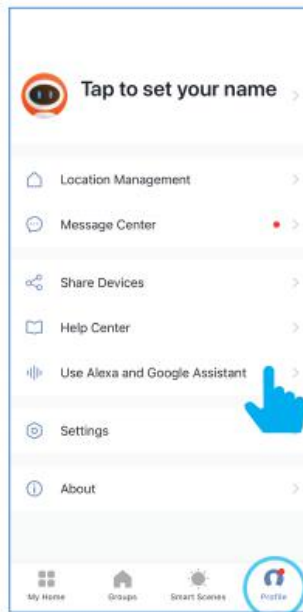 Tap to set your name
Location Management
Message Center
Share Devices
Help Center
Use Alexa and Google Assistant
Settings
About
My Home Groups Smart Scenes Profile